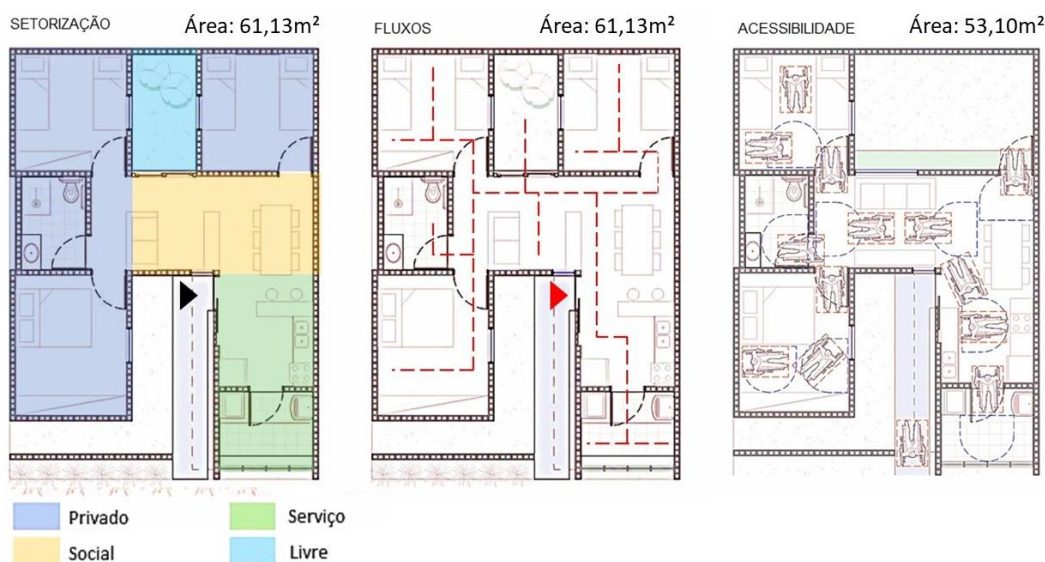 SETORIZAÇÃO Área: 61,13m²
FLUXOS Área: 61,13m²
ACESSIBILIDADE Área: 53,10m²
Privado
Serviço
Social
Livre